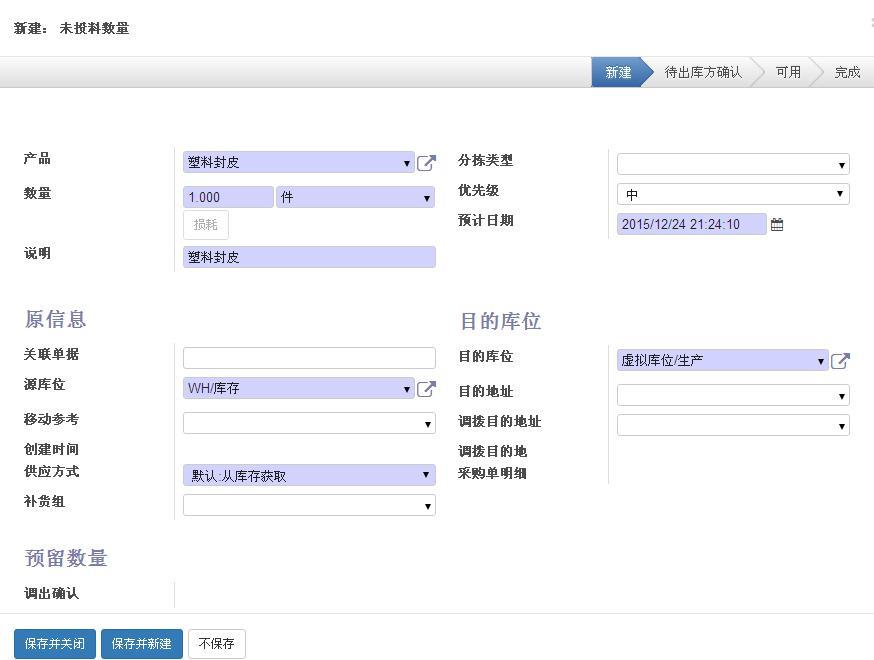 新建： 未投料数量
新建 待出库方确认 可用 完成
产品 塑料封皮
数量 1.000 件
损耗
说明 塑料封皮
分拣类型
优先级 中
预计日期 2015/12/24 21:24:10
原信息
关联单据
源库位 WH/库存
移动参考
创建时间
供应方式 默认:从库存获取
补货组
目的库位
目的库位 虚拟库位/生产
目的地址
调拨目的地址
调拨目的地
采购单明细
预留数量
调出确认
保存并关闭 保存并新建 不保存